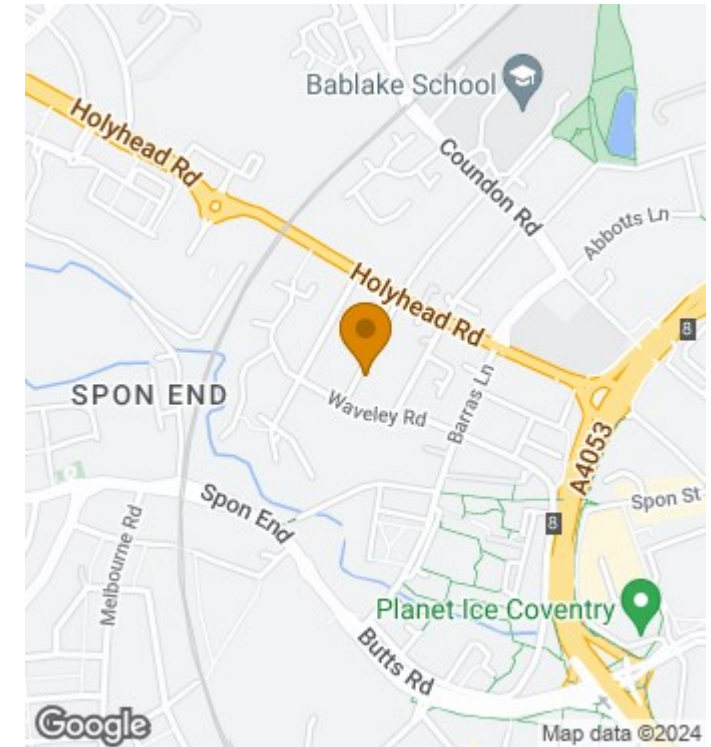 Bablake School
Holyhead Rd
Coundon Rd
Abbotts Ln
Holyhead Rd
8
SPON END
Waveley Rd
Barras Ln
A4053
Spon St
Spon End
8
Melbourne Rd
Planet Ice Coventry
Butts Rd
Google
Map data ©2024